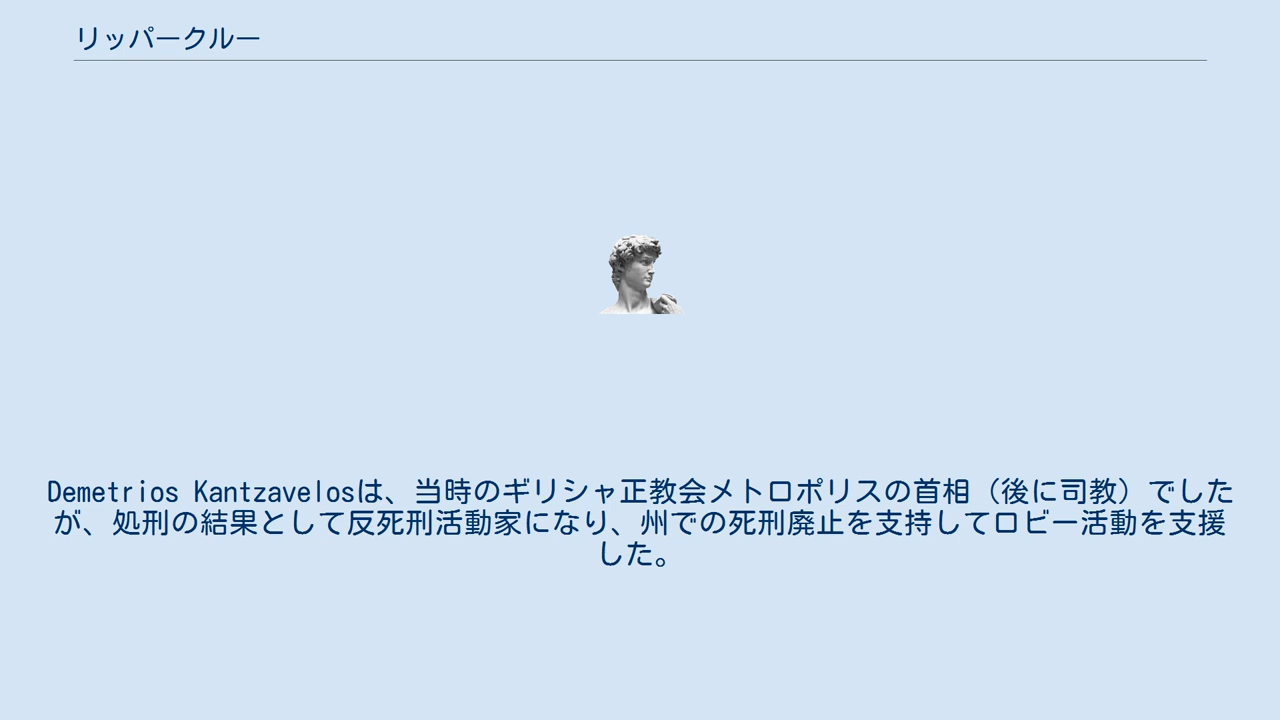 リッパークルー
Demetrios Kantzavelosは、当時のギリシャ正教会メトロポリスの首相（後に司教）でした
が、処刑の結果として反死刑活動家になり、州での死刑廃止を支持してロビー活動を支援
した。